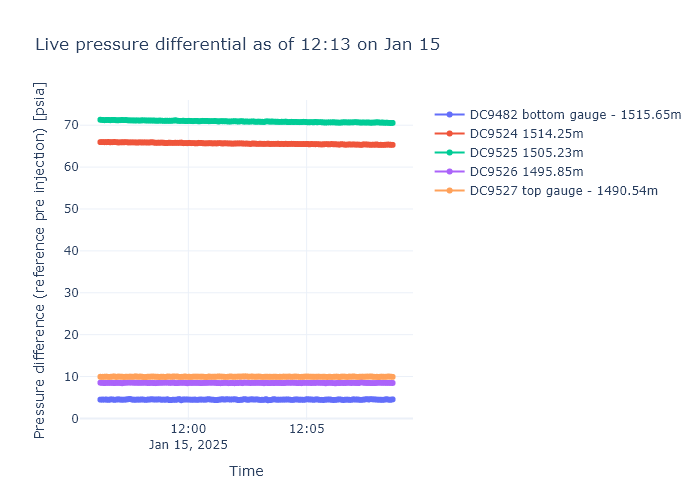 Live pressure differential as of 12:13 on Jan 15
Pressure difference (reference pre injection) [psia]
70
60
50
40
30
20
10
0
12:00
Jan 15, 2025
12:05
Time
DC9482 bottom gauge - 1515.65m
DC9524 1514.25m
DC9525 1505.23m
DC9526 1495.85m
DC9527 top gauge - 1490.54m